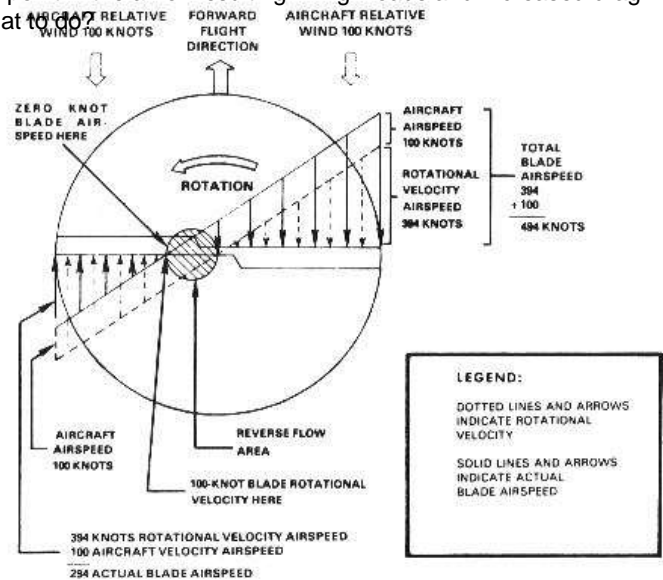 at to do?
AIRCRAFT RELATIVE
WIND 100 KNOTS
FORWARD
FLIGHT
DIRECTION
AIRCRAFT RELATIVE
WIND 100 KNOTS
ZERO KNOT
BLADE AIR-
SPEED HERE
ROTATION
AIRCRAFT
AIRSPEED
100 KNOTS
ROTATIONAL
VELOCITY
AIRSPEED
394 KNOTS
TOTAL
BLADE
AIRSPEED
394
+ 100
494 KNOTS
AIRCRAFT
AIRSPEED
100 KNOTS
REVERSE FLOW
AREA
100-KNOT BLADE ROTATIONAL
VELOCITY HERE
394 KNOTS ROTATIONAL VELOCITY AIRSPEED
100 AIRCRAFT VELOCITY AIRSPEED
294 ACTUAL BLADE AIRSPEED
LEGEND:
DOTTED LINES AND ARROWS
INDICATE ROTATIONAL
VELOCITY
SOLID LINES AND ARROWS
INDICATE ACTUAL
BLADE AIRSPEED